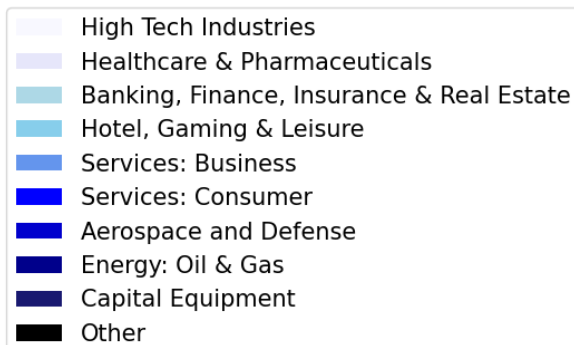 High Tech Industries
Healthcare & Pharmaceuticals
Banking, Finance, Insurance & Real Estate
Hotel, Gaming & Leisure
Services: Business
Services: Consumer
Aerospace and Defense
Energy: Oil & Gas
Capital Equipment
Other